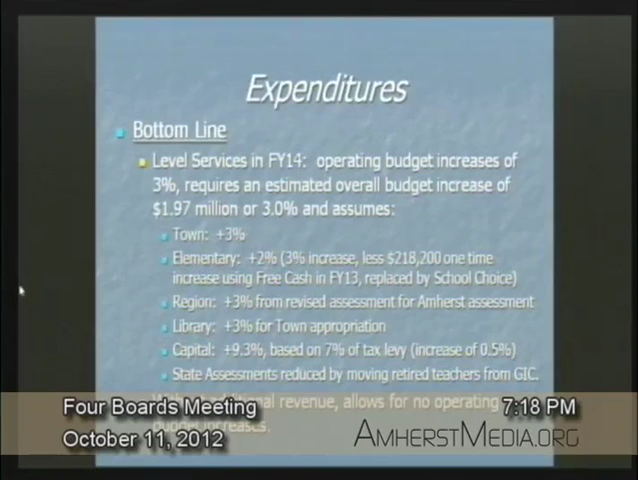 Expenditures
Bottom Line
Level Services in FY14: operating budget increases of
3%, requires an estimated overall budget increase of
$1.97 million or 3.0% and assumes:
Town: +3%
Elementary: +2% (3% increase, less $218,200 one time
increase using Free Cash in FY13, replaced by School Choice)
Region: +3% from revised assessment for Amherst assessment
Library: +3% for Town appropriation
Capital: +9.3%, based on 7% of tax levy (increase of 0.5%)
State Assessments reduced by moving retired teachers from GIC.
revenue, allows for no operating
budget increases.
Four Boards Meeting
7:18 PM
October 11, 2012
AMHERSTMEDIA.ORG